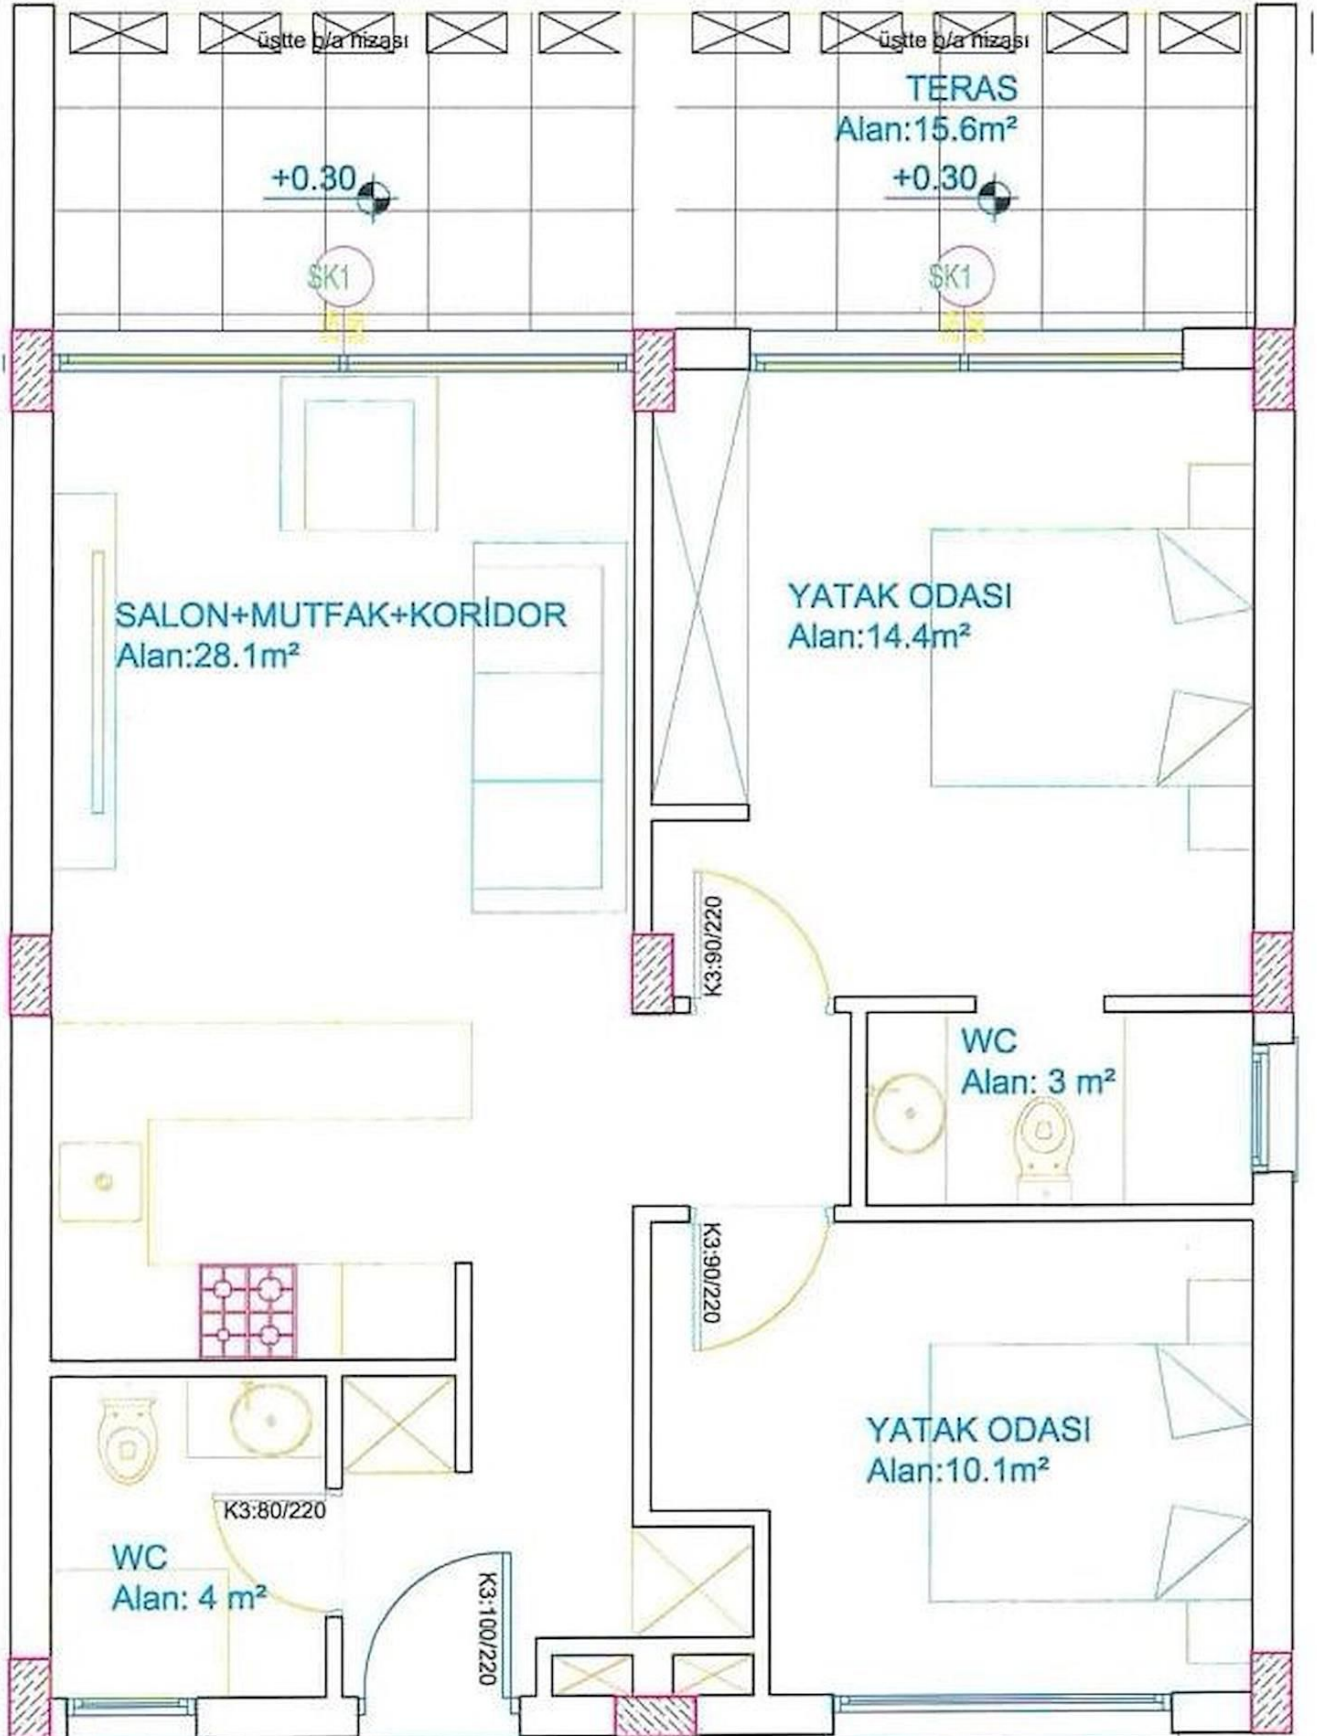 üstte b/a hizası
üstte b/a hizası
TERAS
Alan:15.6m²
+0.30
+0.30
SK1
SK1
SALON+MUTFAK+KORİDOR
Alan:28.1m²
YATAK ODASI
Alan:14.4m²
K3:90/220
WC
Alan: 3 m²
K3:90/220
YATAK ODASI
Alan:10.1m²
K3:80/220
WC
Alan: 4 m²
K3:100/220